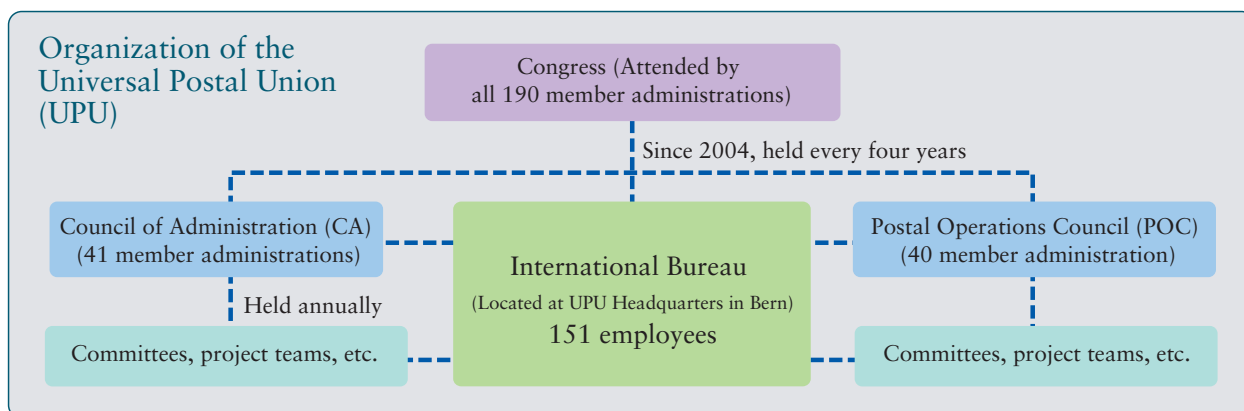 Organization of the
Universal Postal Union
(UPU)
Congress (Attended by
all 190 member administrations)
Since 2004, held every four years
Council of Administration (CA)
(41 member administrations)
International Bureau
(Located at UPU Headquarters in Bern)
151 employees
Postal Operations Council (POC)
(40 member administration)
Held annually
Committees, project teams, etc.
Committees, project teams, etc.